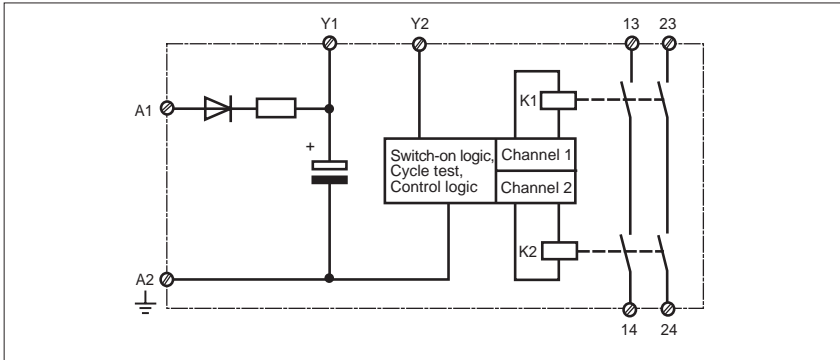 Y1 Y2 13 23
A1
K1
+
Switch-on logic,
Cycle test,
Control logic
Channel 1
Channel 2
K2
A2
14 24